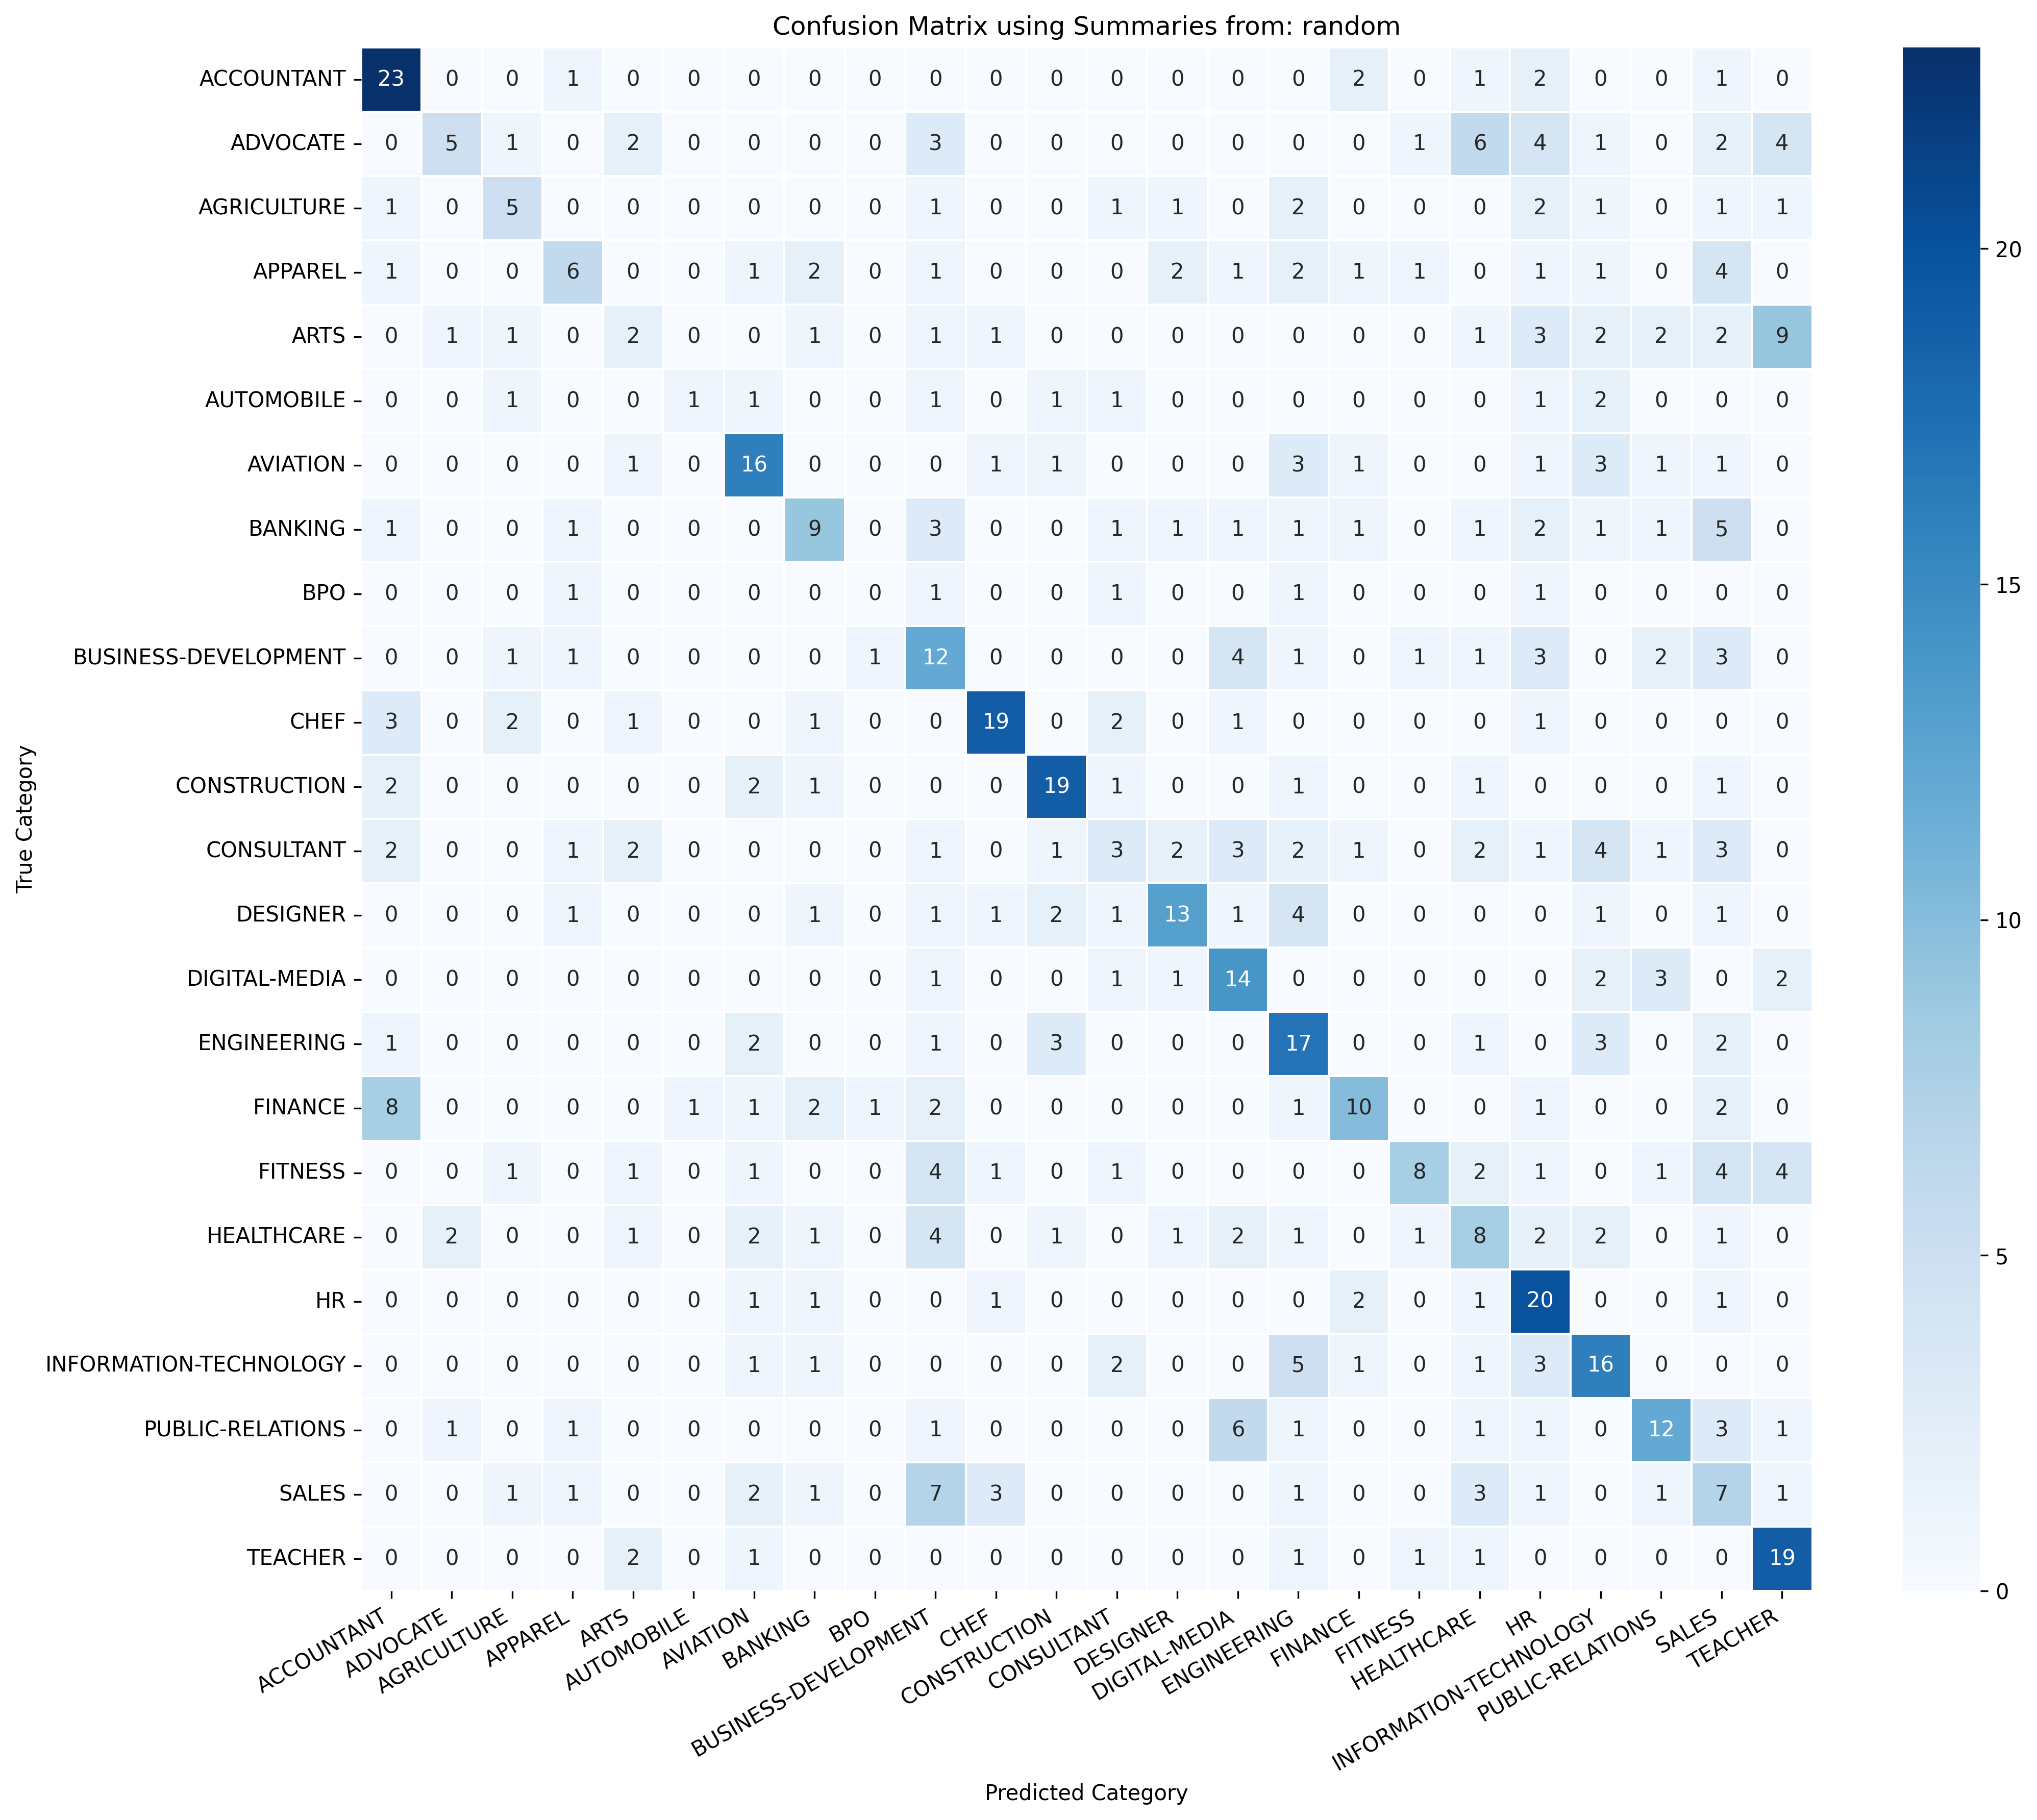 Confusion Matrix using Summaries from: random
ACCOUNTANT 23 0 0 1 0 0 0 0 0 0 0 0 0 0 0 0 2 0 1 2 0 0 1 0
ADVOCATE 0 5 1 0 2 0 0 0 0 3 0 0 0 0 0 0 0 1 6 4 1 0 2 4
AGRICULTURE 1 0 5 0 0 0 0 0 0 1 0 0 1 1 0 2 0 0 0 2 1 0 1 1
APPAREL 1 0 0 6 0 0 1 2 0 1 0 0 0 2 1 2 1 1 0 1 1 0 4 0
ARTS 0 1 1 0 2 0 0 1 0 1 1 0 0 0 0 0 0 0 1 3 2 2 2 9
AUTOMOBILE 0 0 1 0 0 1 1 0 0 1 0 1 1 0 0 0 0 0 0 1 2 0 0 0
AVIATION 0 0 0 0 1 0 16 0 0 0 1 1 0 0 0 3 1 0 0 1 3 1 1 0
BANKING 1 0 0 1 0 0 0 9 0 3 0 0 1 1 1 1 1 0 1 2 1 1 5 0
BPO 0 0 0 1 0 0 0 0 0 1 0 0 1 0 0 1 0 0 0 1 0 0 0 0
BUSINESS-DEVELOPMENT 0 0 1 1 0 0 0 0 1 12 0 0 0 0 4 1 0 1 1 3 0 2 3 0
CHEF 3 0 2 0 1 0 0 1 0 0 19 0 2 0 1 0 0 0 0 1 0 0 0 0
CONSTRUCTION 2 0 0 0 0 0 2 1 0 0 0 19 1 0 0 1 0 0 1 0 0 0 1 0
CONSULTANT 2 0 0 1 2 0 0 0 0 1 0 1 3 2 3 2 1 0 2 1 4 1 3 0
DESIGNER 0 0 0 1 0 0 0 1 0 1 1 2 1 13 1 4 0 0 0 0 1 0 1 0
DIGITAL-MEDIA 0 0 0 0 0 0 0 0 0 1 0 0 1 1 14 0 0 0 0 0 2 3 0 2
ENGINEERING 1 0 0 0 0 0 2 0 0 1 0 3 0 0 0 17 0 0 1 0 3 0 2 0
FINANCE 8 0 0 0 0 1 1 2 1 2 0 0 0 0 0 1 10 0 0 1 0 0 2 0
FITNESS 0 0 1 0 1 0 1 0 0 4 1 0 1 0 0 0 0 8 2 1 0 1 4 4
HEALTHCARE 0 2 0 0 1 0 2 1 0 4 0 1 0 1 2 1 0 1 8 2 2 0 1 0
HR 0 0 0 0 0 0 1 1 0 0 1 0 0 0 0 0 2 0 1 20 0 0 1 0
INFORMATION-TECHNOLOGY 0 0 0 0 0 0 1 1 0 0 0 0 2 0 0 5 1 0 1 3 16 0 0 0
PUBLIC-RELATIONS 0 1 0 1 0 0 0 0 0 1 0 0 0 0 6 1 0 0 1 1 0 12 3 1
SALES 0 0 1 1 0 0 2 1 0 7 3 0 0 0 0 1 0 0 3 1 0 1 7 1
TEACHER 0 0 0 0 2 0 1 0 0 0 0 0 0 0 0 1 0 1 1 0 0 0 0 19
ACCOUNTANT
ADVOCATE
AGRICULTURE
APPAREL
ARTS
AUTOMOBILE
AVIATION
BANKING
BPO
BUSINESS-DEVELOPMENT
CHEF
CONSTRUCTION
CONSULTANT
DESIGNER
DIGITAL-MEDIA
ENGINEERING
FINANCE
FITNESS
HEALTHCARE
HR
INFORMATION-TECHNOLOGY
PUBLIC-RELATIONS
SALES
TEACHER
Predicted Category
True Category
20
15
10
5
0